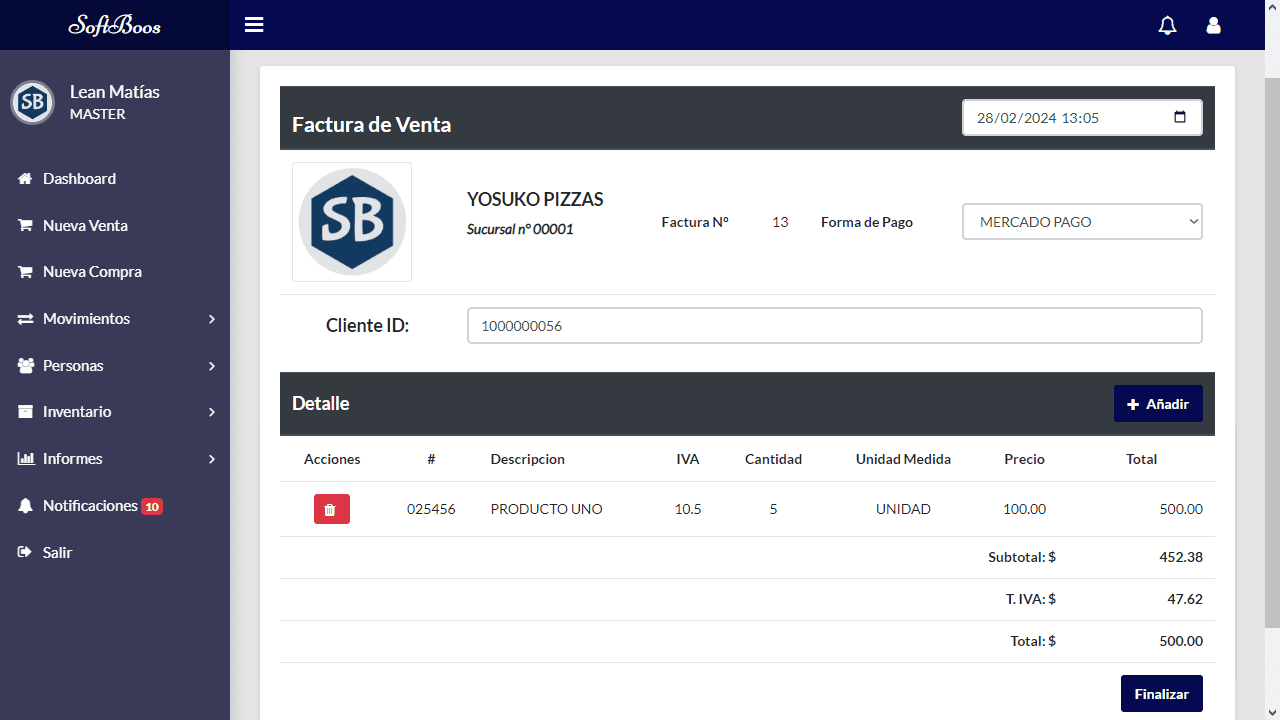 SoftBoos
SB Lean Matías
MASTER
Dashboard
Nueva Venta
Nueva Compra
Movimientos
Personas
Inventario
Informes
Notificaciones 10
Salir
Factura de Venta 28/02/2024 13:05
SB
YOSUKO PIZZAS
Sucursal n° 00001
Factura N° 13 Forma de Pago MERCADO PAGO
Cliente ID: 1000000056
Detalle + Añadir
Acciones # Descripcion IVA Cantidad Unidad Medida Precio Total
025456 PRODUCTO UNO 10.5 5 UNIDAD 100.00 500.00
Subtotal: $ 452.38
T. IVA: $ 47.62
Total: $ 500.00
Finalizar